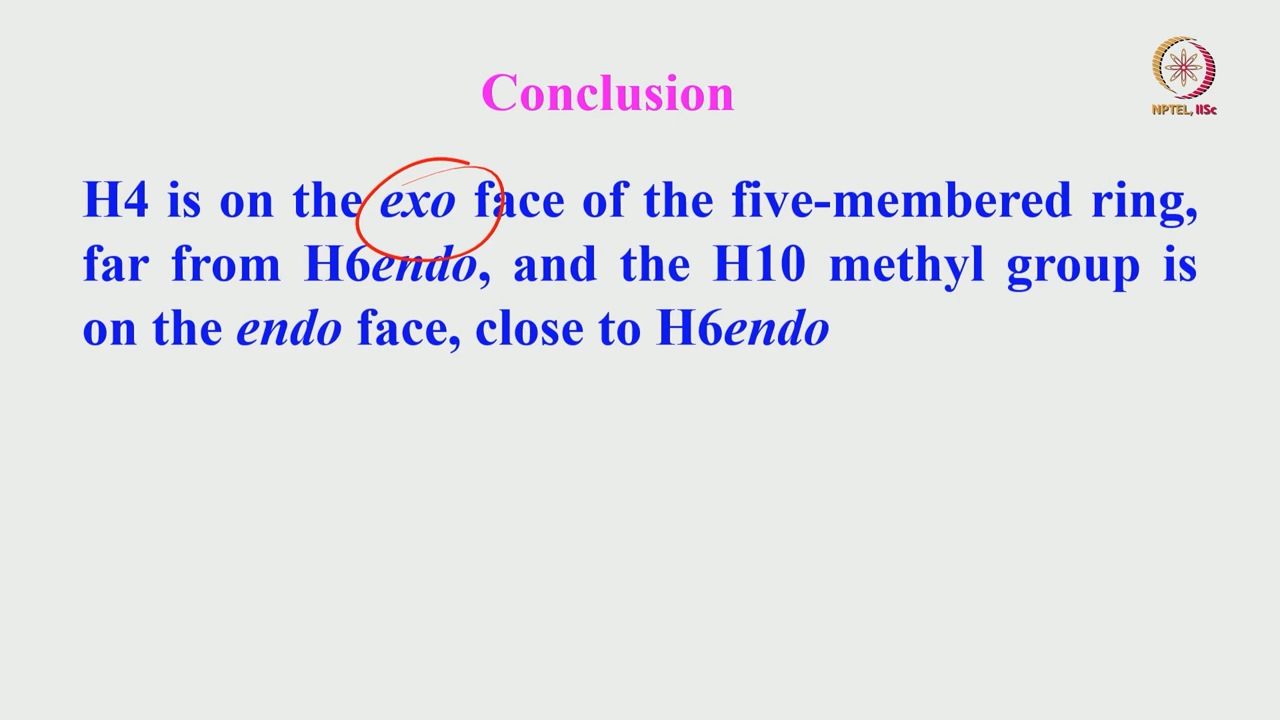 Conclusion
NPTEL, IISc
H4 is on the exo face of the five-membered ring,
far from H6endo, and the H10 methyl group is
on the endo face, close to H6endo